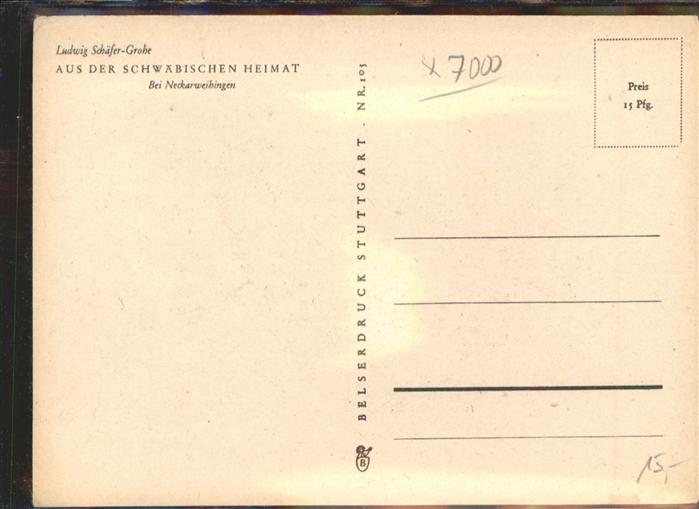 Ludwig Schäfer-Grohe
AUS DER SCHWÄBISCHEN HEIMAT
Bei Neckarweihingen
BELSERDRUCK STUTTGART . NR. 105
B
x 7000
Preis
15 Pfg.
15,-